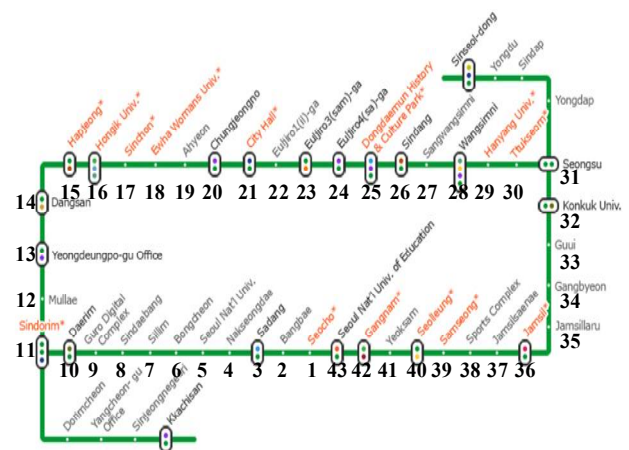 Sinseol-dong
Yongdu
Sindap
Yongdap
Hapjeong*
Hongik Univ.*
Sinchon*
Ewha Womans Univ.*
Ahyeon
Chungjeongno
City Hall*
Euljiro1(il)-ga
Euljiro3(sam)-ga
Euljiro4(sa)-ga
Dongdaemun History
& Culture Park*
Sindang
Sangwangsimni
Wangsimni
Hanyang Univ.*
Ttukseom*
15 16 17 18 19 20 21 22 23 24 25 26 27 28 29 30
Seongsu
31
14
Dangsan
Konkuk Univ.
32
13
Yeongdeungpo-gu Office
Guui
33
12
Mullae
Gangbyeon
34
Sindorim*
11
Jamsillaru
35
Daerim
Guro Digital
Complex
Sindaebang
Sillim
Bongcheon
Seoul Nat'l Univ.
Nakseongdae
Sadang
Bangbae
Seocho*
Seoul Nat'l Univ. of Education
Gangnam*
Yeoksam
Seolleung*
Samseong*
Sports Complex
Jamsilsaenae
Jamsil*
10 9 8 7 6 5 4 3 2 1 43 42 41 40 39 38 37 36
Dorimcheon
Yangcheon- gu
Office
Sinjeongnegeori
Kkachisan